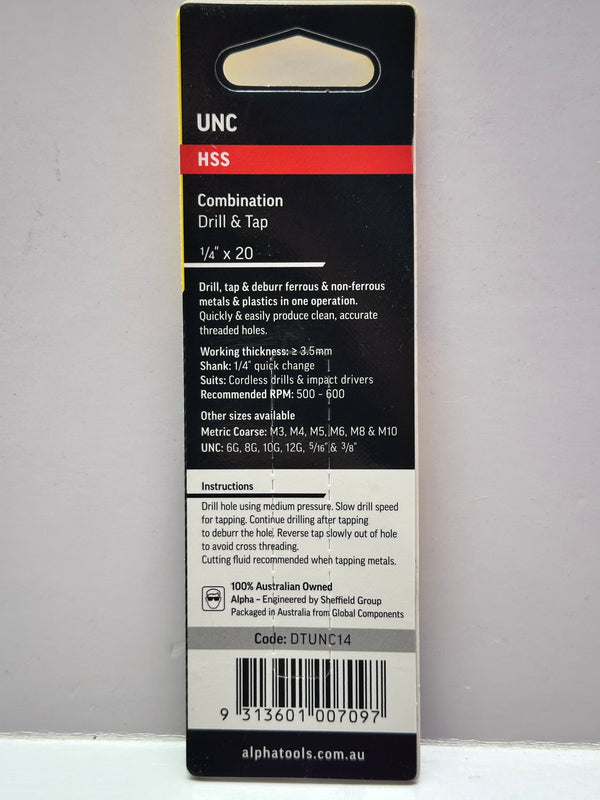 UNC
HSS
Combination
Drill & Tap
1/4" x 20
Drill, tap & deburr ferrous & non-ferrous
metals & plastics in one operation.
Quickly & easily produce clean, accurate
threaded holes.
Working thickness: ≥ 3.5mm
Shank: 1/4" quick change
Suits: Cordless drills & impact drivers
Recommended RPM: 500 - 600
Other sizes available
Metric Coarse: M3, M4, M5, M6, M8 & M10
UNC: 6G, 8G, 10G, 12G, 5/16" & 3/8"
Instructions
Drill hole using medium pressure. Slow drill speed
for tapping. Continue drilling after tapping
to deburr the hole. Reverse tap slowly out of hole
to avoid cross threading.
Cutting fluid recommended when tapping metals.
100% Australian Owned
Alpha – Engineered by Sheffield Group
Packaged in Australia from Global Components
Code: DTUNC14
9 313601 007097
alphatools.com.au